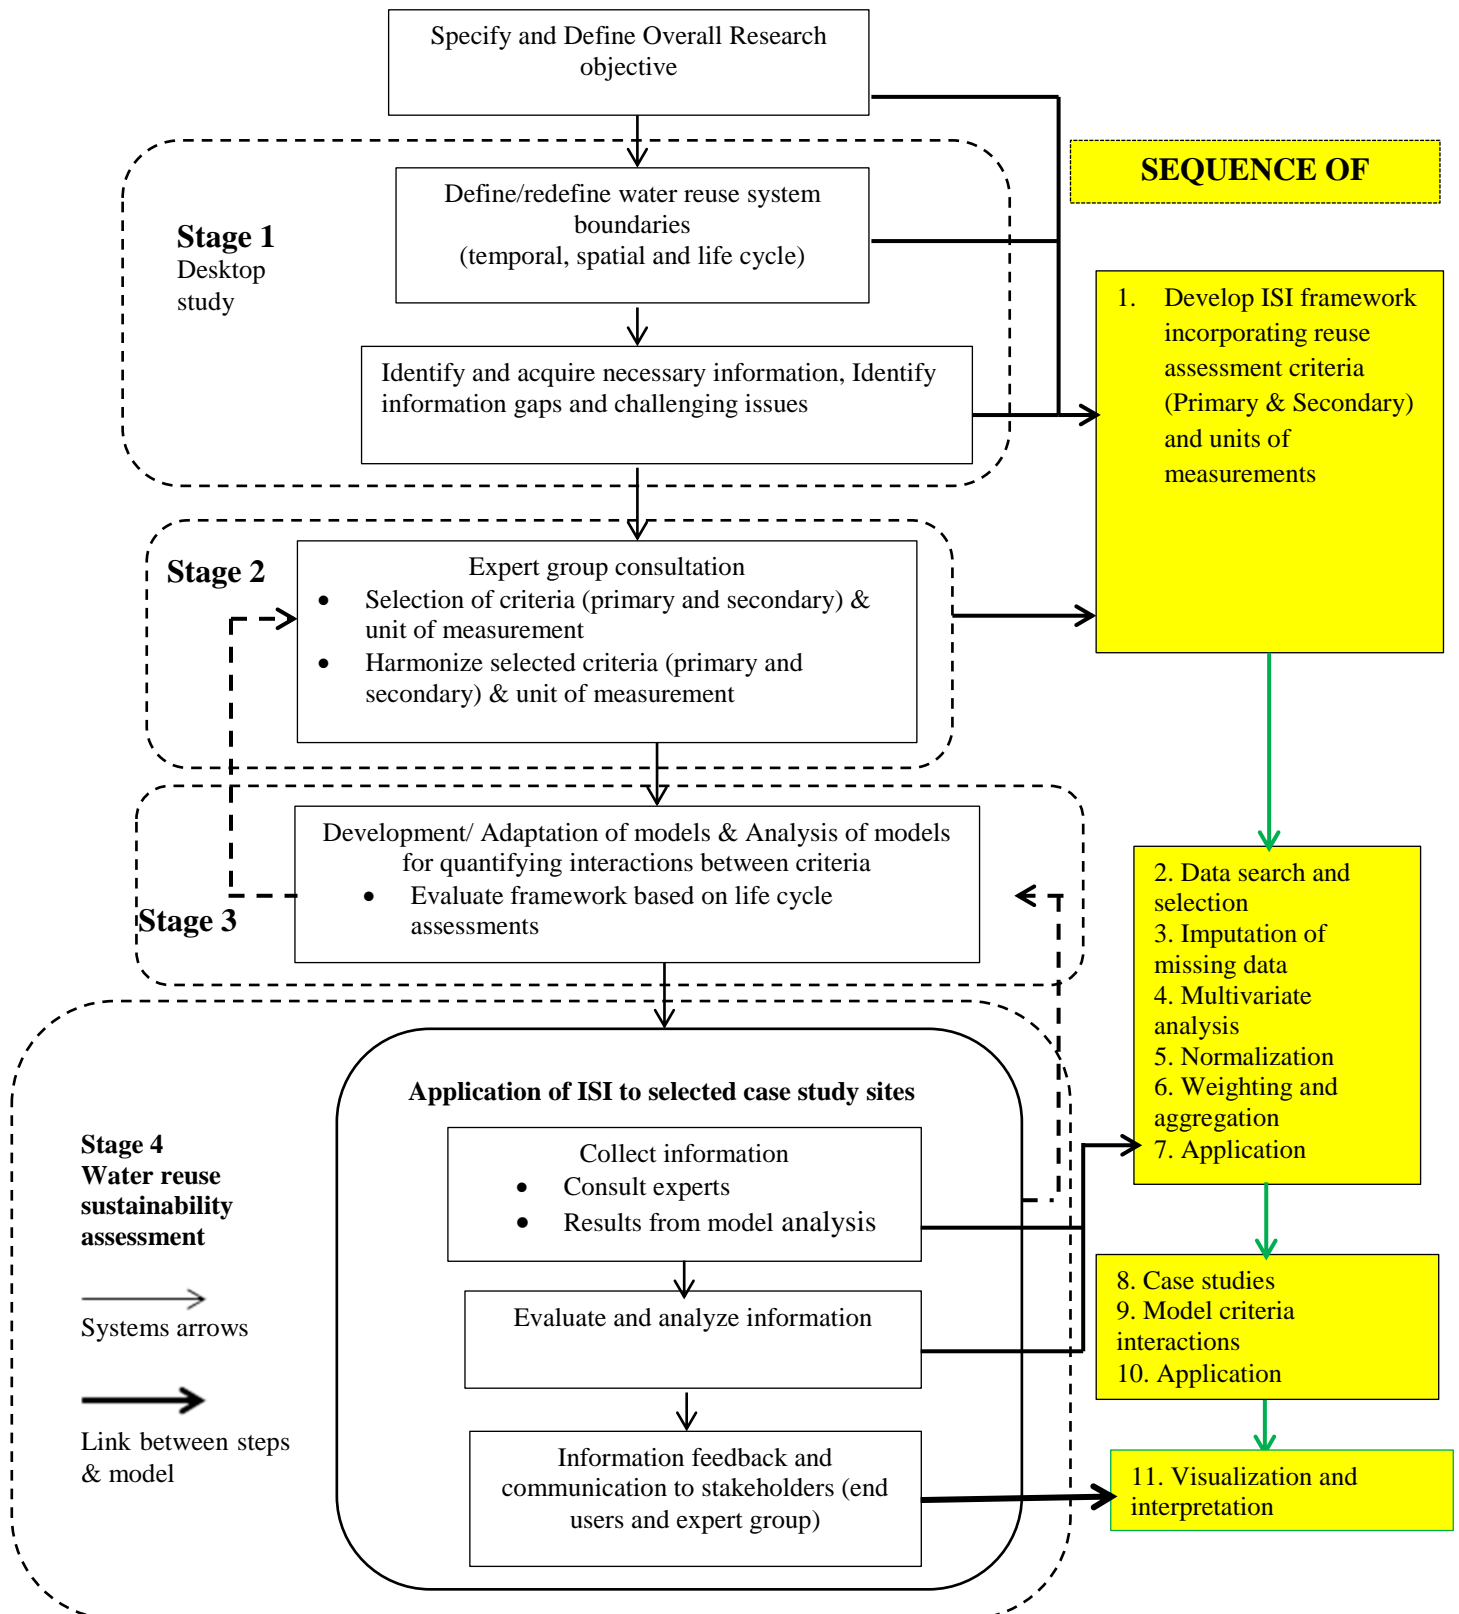 Specify and Define Overall Research
objective
SEQUENCE OF
Stage 1
Desktop
study
Define/redefine water reuse system
boundaries
(temporal, spatial and life cycle)
Identify and acquire necessary information, Identify
information gaps and challenging issues
1. Develop ISI framework
incorporating reuse
assessment criteria
(Primary & Secondary)
and units of
measurements
Stage 2
Expert group consultation
• Selection of criteria (primary and secondary) &
unit of measurement
• Harmonize selected criteria (primary and
secondary) & unit of measurement
Stage 3
Development/ Adaptation of models & Analysis of models
for quantifying interactions between criteria
• Evaluate framework based on life cycle
assessments
2. Data search and
selection
3. Imputation of
missing data
4. Multivariate
analysis
5. Normalization
6. Weighting and
aggregation
7. Application
Stage 4
Water reuse
sustainability
assessment
Systems arrows
Link between steps
& model
Application of ISI to selected case study sites
Collect information
• Consult experts
• Results from model analysis
Evaluate and analyze information
Information feedback and
communication to stakeholders (end
users and expert group)
8. Case studies
9. Model criteria
interactions
10. Application
11. Visualization and
interpretation